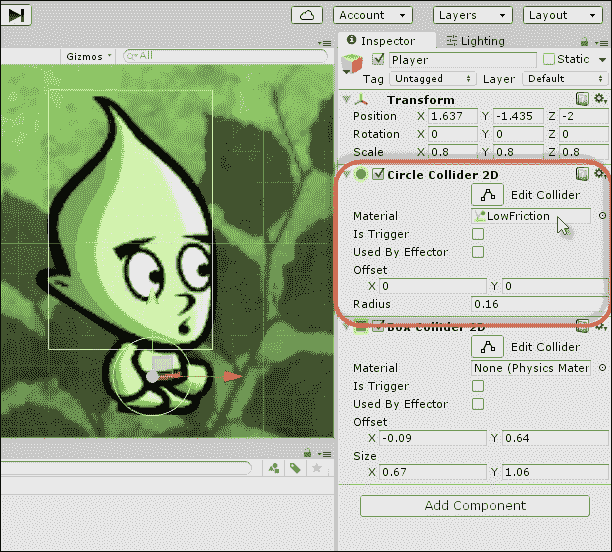 Account Layers Layout
Inspector Lighting
Gizmos All
Player Static
Tag Untagged Layer Default
Transform
Position X 1.637 Y -1.435 Z -2
Rotation X 0 Y 0 Z 0
Scale X 0.8 Y 0.8 Z 0.8
Circle Collider 2D
Edit Collider
Material LowFriction
Is Trigger
Used By Effector
Offset
X 0 Y 0
Radius 0.16
Box Collider 2D
Edit Collider
Material None (Physics Mater
Is Trigger
Used By Effector
Offset
X -0.09 Y 0.64
Size
X 0.67 Y 1.06
Add Component